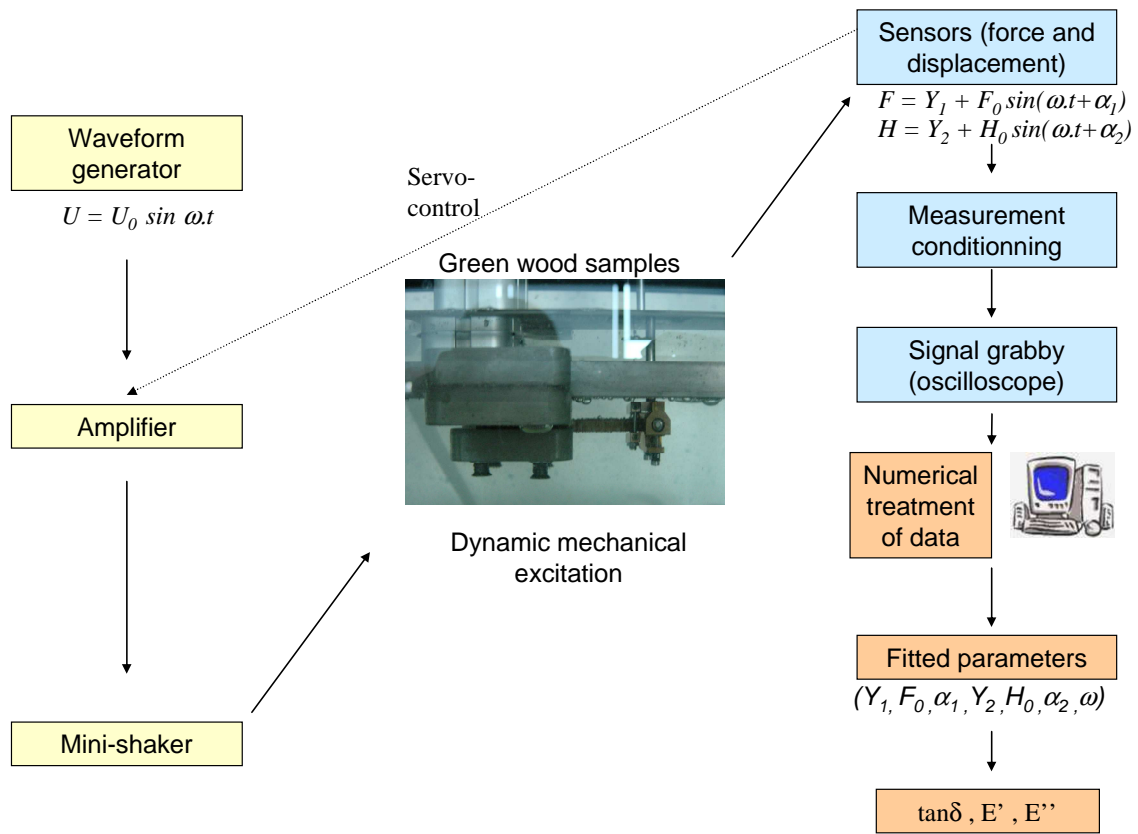 Waveform
generator
U = U₀ sin ω.t
Amplifier
Mini-shaker
Servo-
control
Green wood samples
Dynamic mechanical
excitation
Sensors (force and
displacement)
F = Y₁ + F₀ sin(ω.t+α₁)
H = Y₂ + H₀ sin(ω.t+α₂)
Measurement
conditionning
Signal grabby
(oscilloscope)
Numerical
treatment
of data
Fitted parameters
(Y₁, F₀ ,α₁ ,Y₂ ,H₀ ,α₂ ,ω)
tanδ , E’ , E’’